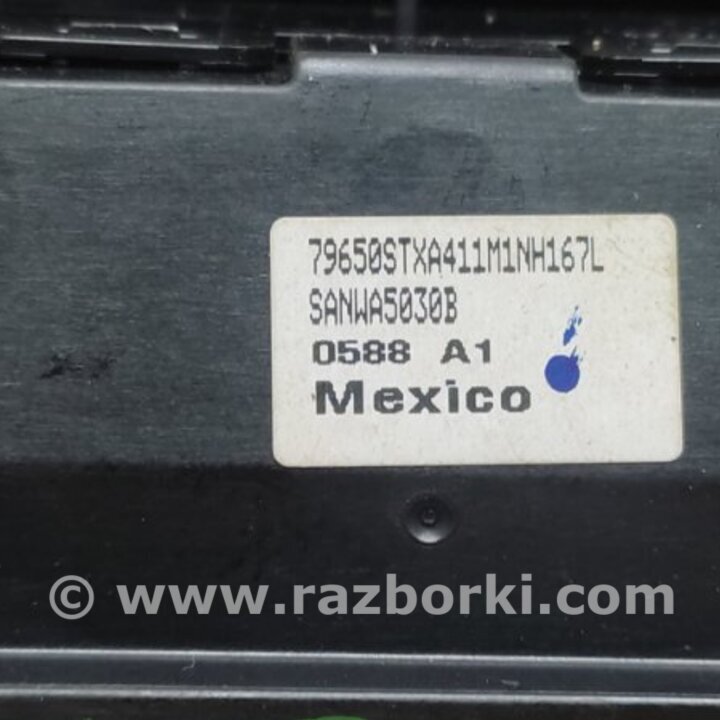 79650STXA411M1NH167L
SANWA5030B
0588 A1
Mexico
© www.razborki.com